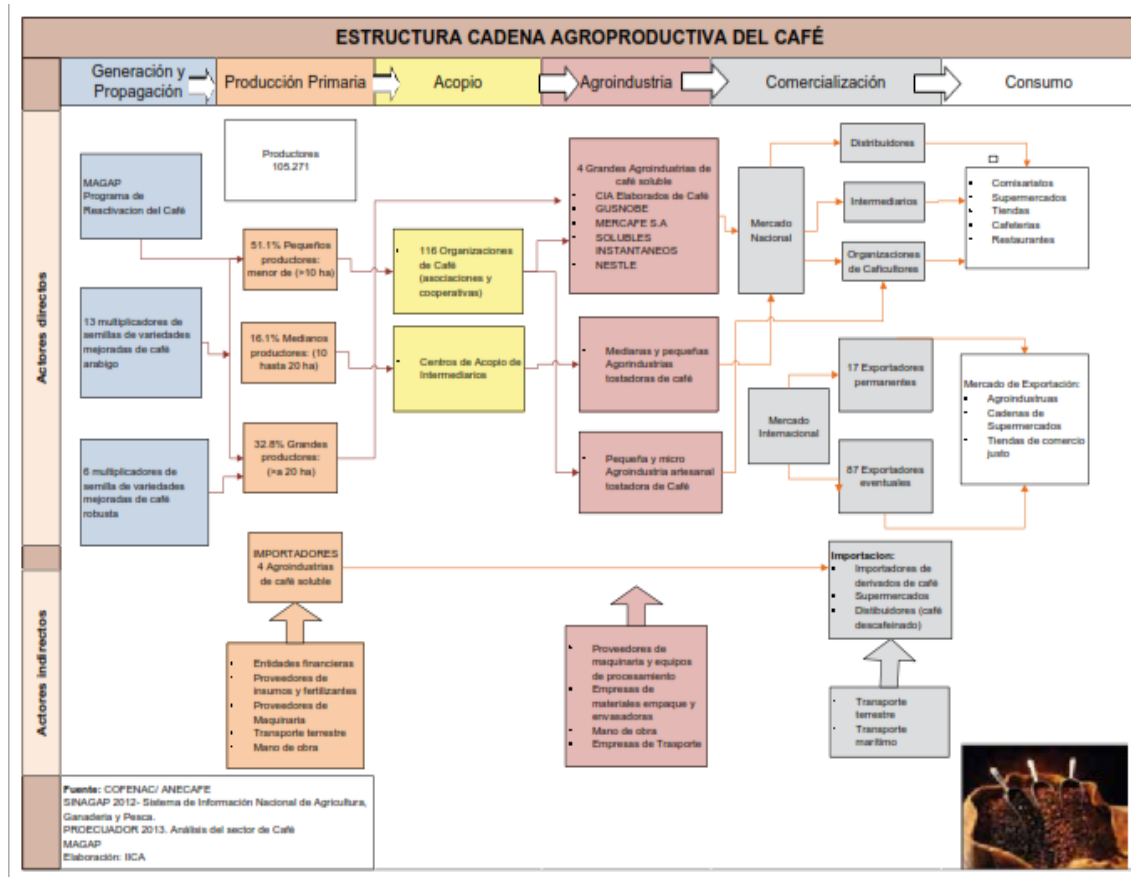 ESTRUCTURA CADENA AGROPRODUCTIVA DEL CAFÉ
Generación y
Propagación
Producción Primaria
Acopio
Agroindustria
Comercialización
Consumo
Actores directos
MAGAP
Programa de
Reactivacion del Café
13 multiplicadores de
semillas de variedades
mejoradas de café
arabigo
6 multiplicadores de
semilla de variedades
mejoradas de café
robusta
Productores
105.271
51.1% Pequeños
productores:
menor de (>10 ha)
16.1% Medianos
productores: (10
hasta 20 ha)
32.8% Grandes
productores:
(>a 20 ha)
116 Organizaciones
de Café
(asociaciones y
cooperativas)
Centros de Acopio de
Intermediarios
4 Grandes Agroindustrias de
café soluble
CIA Elaborados de Café
GUSNOBE
MERCAFE S.A
SOLUBLES
INSTANTANEOS
NESTLE
Medianas y pequeñas
Agorindustrias
tostadoras de café
Pequeña y micro
Agroindustria artesanal
tostadora de Café
Mercado
Nacional
Distribuidores
Intermediarios
Organizaciones
de Caficultores
Comisariatos
Supermercados
Tiendas
Cafeterias
Restaurantes
Mercado
Internacional
17 Exportadores
permanentes
87 Exportadores
eventuales
Mercado de Exportación:
Agroindustruas
Cadenas de
Supermercados
Tiendas de comercio
justo
Actores indirectos
IMPORTADORES
4 Agroindustrias
de café soluble
Entidades financieras
Proveedores de
insumos y fertilizantes
Proveedores de
Maquinaria
Transporte terrestre
Mano de obra
Proveedores de
maquinaria y equipos
de procesamiento
Empresas de
materiales empaque y
envasadoras
Mano de obra
Empresas de Trasporte
Importacion:
Importadores de
derivados de café
Supermercados
Distibuidores (café
descafeinado)
Transporte
terrestre
Transporte
marítimo
Fuente: COFENAC/ ANECAFE
SINAGAP 2012- Sistema de Información Nacional de Agricultura,
Ganadería y Pesca.
PROECUADOR 2013. Análisis del sector de Café
MAGAP
Elaboración: IICA